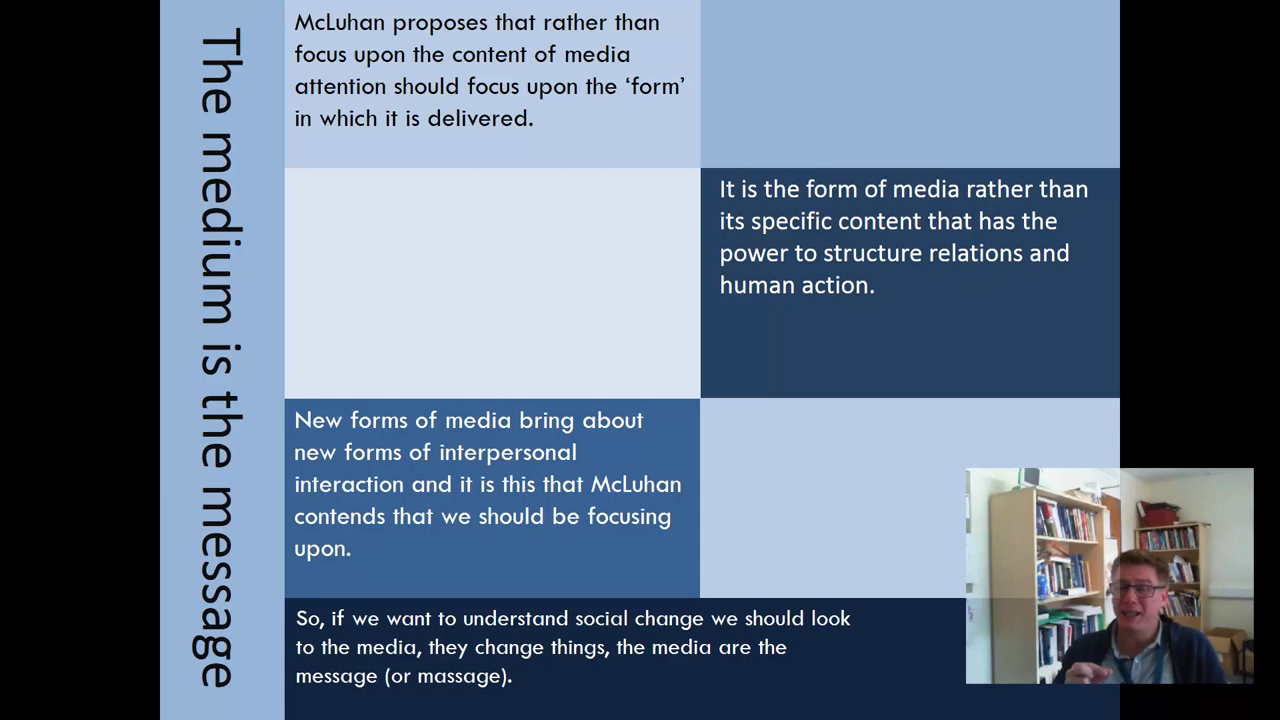 The medium is the message
McLuhan proposes that rather than
focus upon the content of media
attention should focus upon the ‘form’
in which it is delivered.
It is the form of media rather than
its specific content that has the
power to structure relations and
human action.
New forms of media bring about
new forms of interpersonal
interaction and it is this that McLuhan
contends that we should be focusing
upon.
So, if we want to understand social change we should look
to the media, they change things, the media are the
message (or massage).